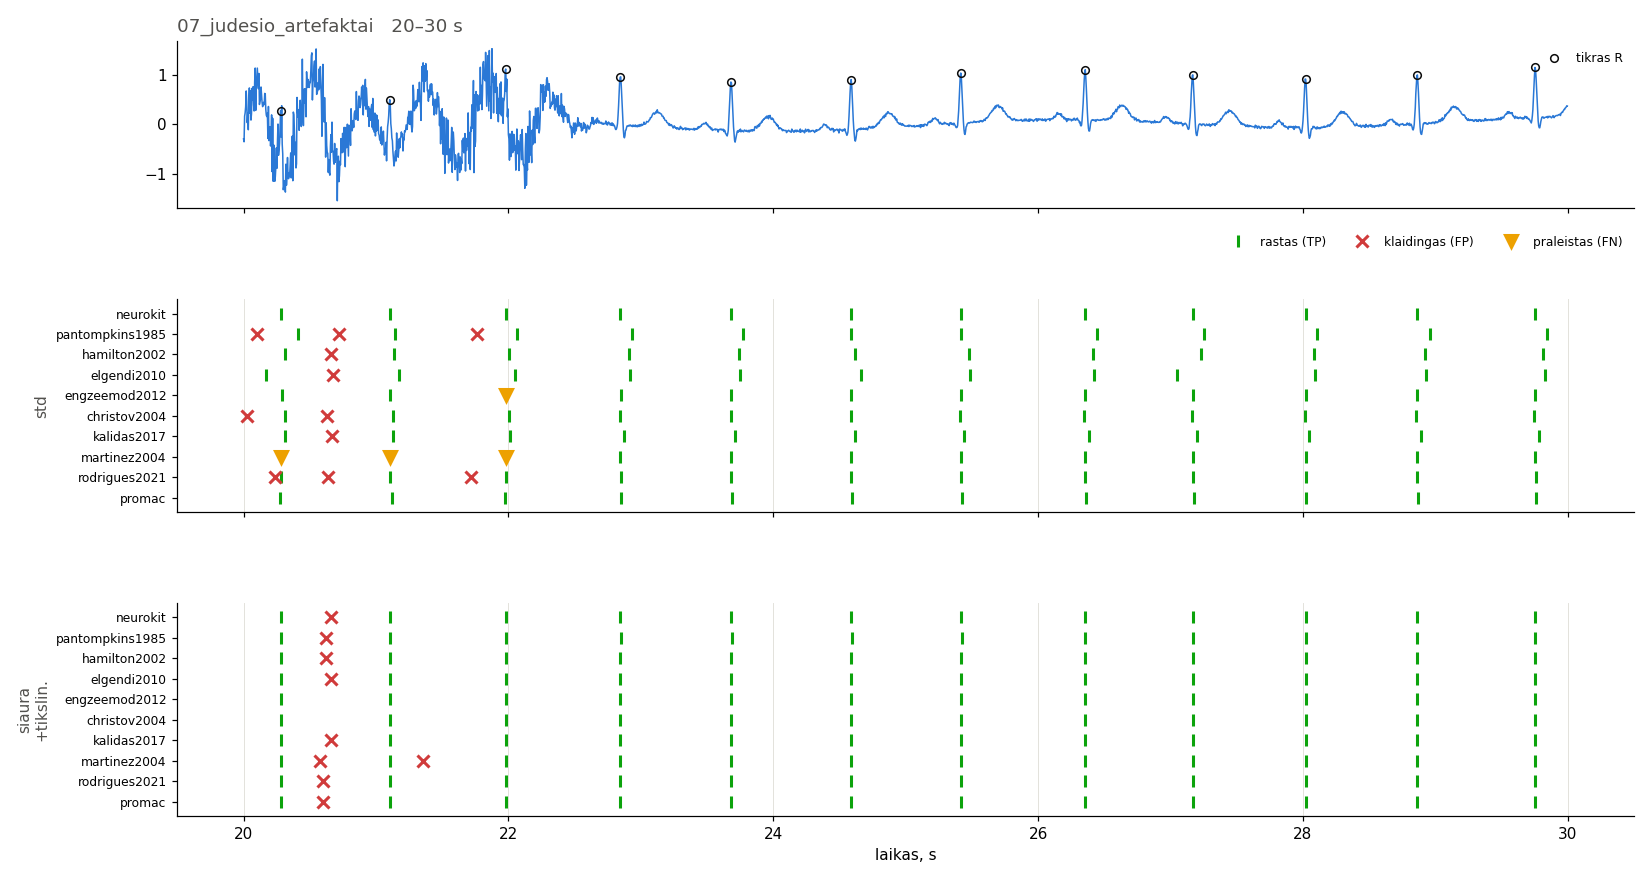 07_judesio_artefaktai 20–30 s
tikras R
1
0
−1
rastas (TP) klaidingas (FP) praleistas (FN)
std
neurokit
pantompkins1985
hamilton2002
elgendi2010
engzeemod2012
christov2004
kalidas2017
martinez2004
rodrigues2021
promac
siaura
+tikslin.
neurokit
pantompkins1985
hamilton2002
elgendi2010
engzeemod2012
christov2004
kalidas2017
martinez2004
rodrigues2021
promac
20 22 24 26 28 30
laikas, s